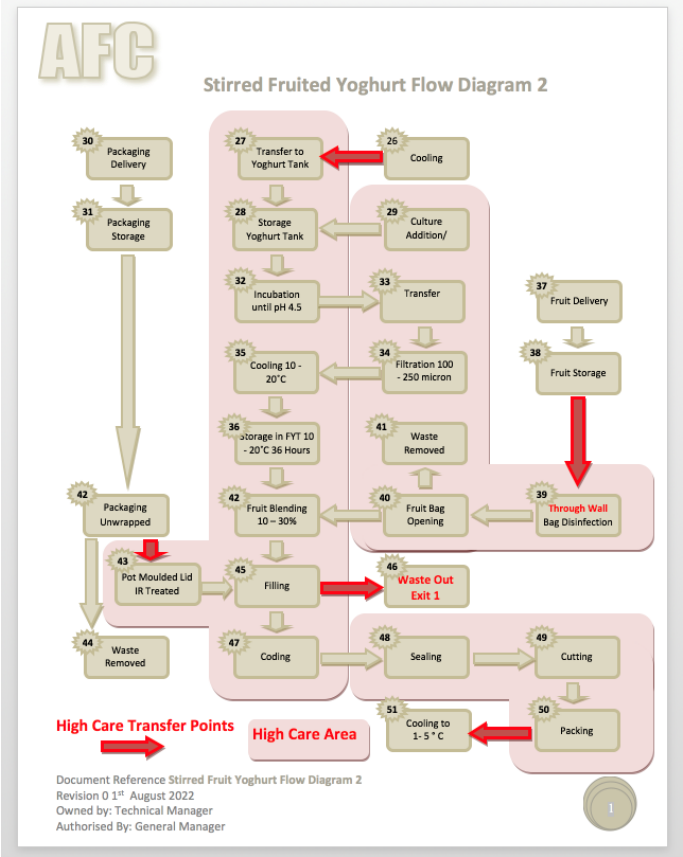 AFC
Stirred Fruited Yoghurt Flow Diagram 2
30
Packaging
Delivery
27
Transfer to
Yoghurt Tank
26
Cooling
31
Packaging
Storage
28
Storage
Yoghurt Tank
29
Culture
Addition/
32
Incubation
until pH 4.5
33
Transfer
37
Fruit Delivery
35
Cooling 10 -
20˚C
34
Filtration 100
- 250 micron
38
Fruit Storage
36
Storage in FYT 10
- 20˚C 36 Hours
41
Waste
Removed
42
Packaging
Unwrapped
42
Fruit Blending
10 – 30%
40
Fruit Bag
Opening
39
Through Wall
Bag Disinfection
43
Pot Moulded Lid
IR Treated
45
Filling
46
Waste Out
Exit 1
44
Waste
Removed
47
Coding
48
Sealing
49
Cutting
51
Cooling to
1- 5 ° C
50
Packing
High Care Transfer Points
High Care Area
Document Reference Stirred Fruit Yoghurt Flow Diagram 2
Revision 0 1st August 2022
Owned by: Technical Manager
Authorised By: General Manager
1